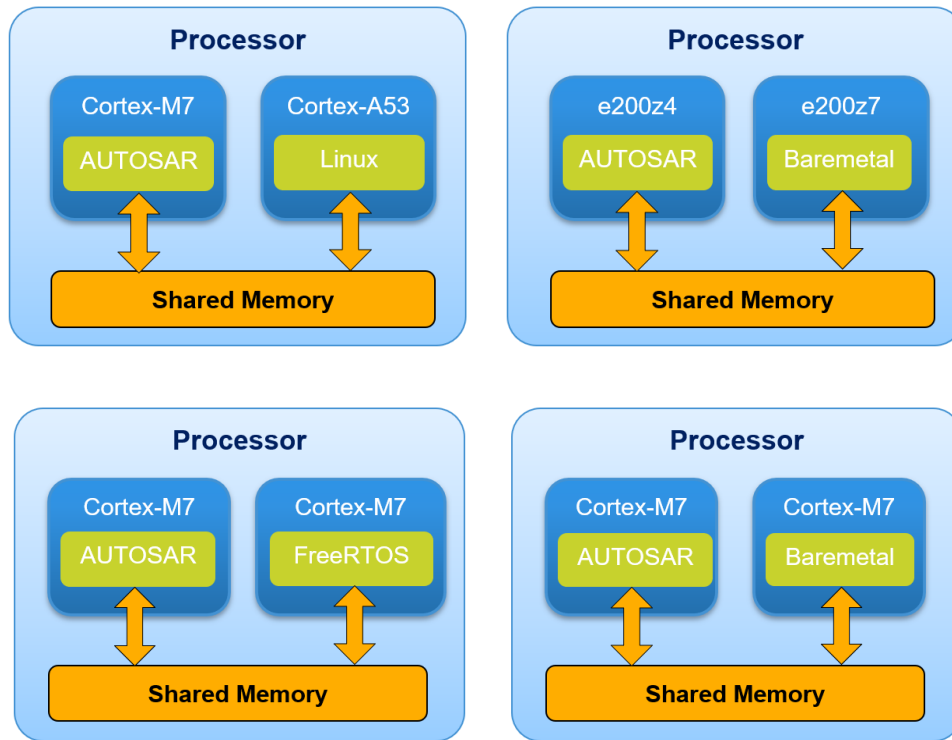 Processor
Cortex-M7
Cortex-A53
AUTOSAR
Linux
Shared Memory
Processor
e200z4
e200z7
AUTOSAR
Baremetal
Shared Memory
Processor
Cortex-M7
Cortex-M7
AUTOSAR
FreeRTOS
Shared Memory
Processor
Cortex-M7
Cortex-M7
AUTOSAR
Baremetal
Shared Memory